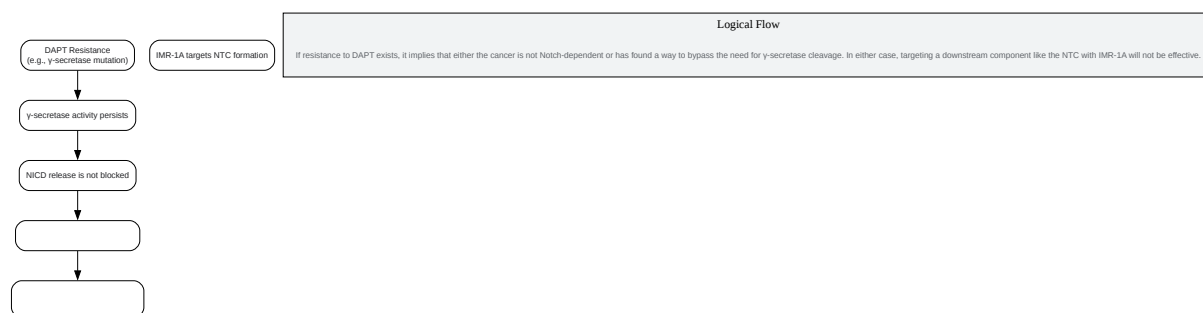 Logical Flow
DAPT Resistance
(e.g., γ-secretase mutation)
IMR-1A targets NTC formation
If resistance to DAPT exists, it implies that either the cancer is not Notch-dependent or has found a way to bypass the need for γ-secretase cleavage. In either case, targeting a downstream component like the NTC with IMR-1A will not be effective.
γ-secretase activity persists
NICD release is not blocked